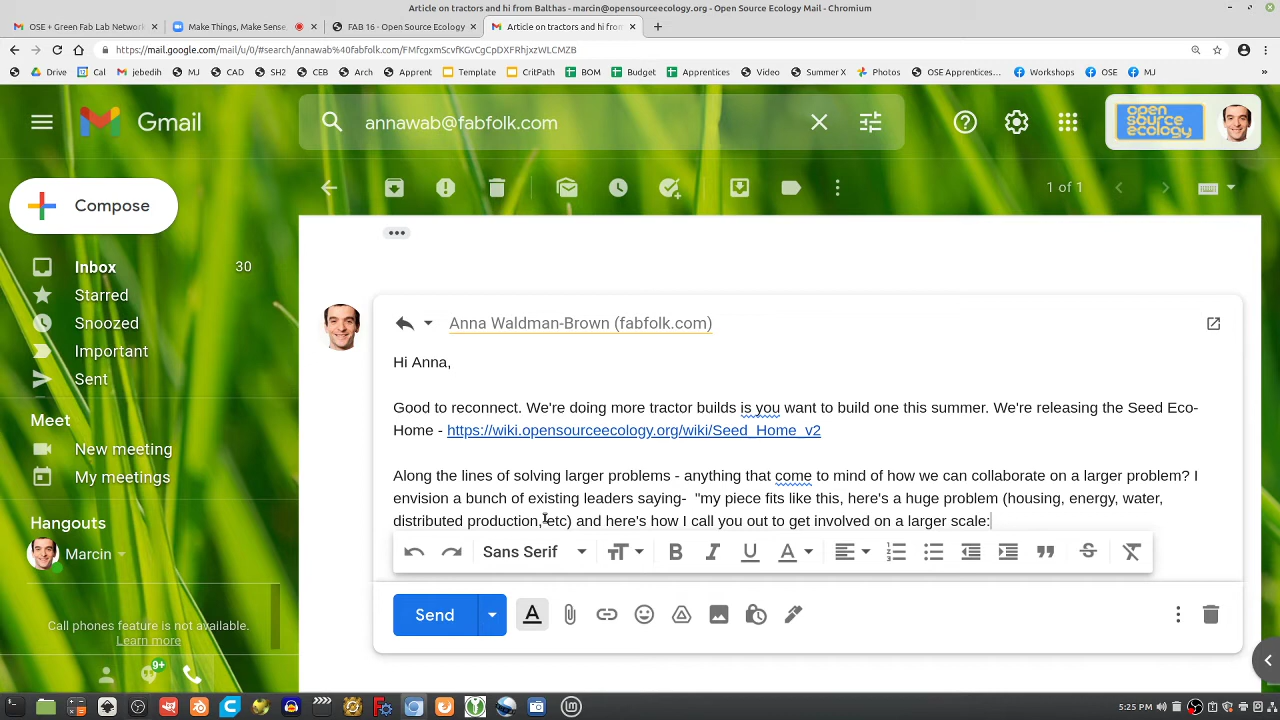 Article on tractors and hi from Balthas - marcin@opensourceecology.org - Open Source Ecology Mail - Chromium
OSE + Green Fab Lab Network
Make Things, Make Sense.
FAB 16 - Open Source Ecology
Article on tractors and hi from
https://mail.google.com/mail/u/0/#search/annawab%40fabfolk.com/FMfcgxmScvfKGvCgCpDXFRhjxzWLCMZB
Drive
Cal
jebedih
MJ
CAD
SH2
CEB
Arch
Apprent
Template
CritPath
BOM
Budget
Apprentices
Video
Summer X
Photos
OSE Apprentices...
Workshops
OSE
MJ
»
Gmail
annawab@fabfolk.com
open
source
ecology
Compose
1 of 1
Inbox 30
Starred
Snoozed
Important
Sent
Meet
New meeting
My meetings
Hangouts
Marcin
Call phones feature is not available.
Learn more
9+
Anna Waldman-Brown (fabfolk.com)
Hi Anna,
Good to reconnect. We're doing more tractor builds is you want to build one this summer. We're releasing the Seed Eco-
Home - https://wiki.opensourceecology.org/wiki/Seed_Home_v2
Along the lines of solving larger problems - anything that come to mind of how we can collaborate on a larger problem? I
envision a bunch of existing leaders saying- "my piece fits like this, here's a huge problem (housing, energy, water,
distributed production, etc) and here's how I call you out to get involved on a larger scale:
Sans Serif
Send
5:25 PM